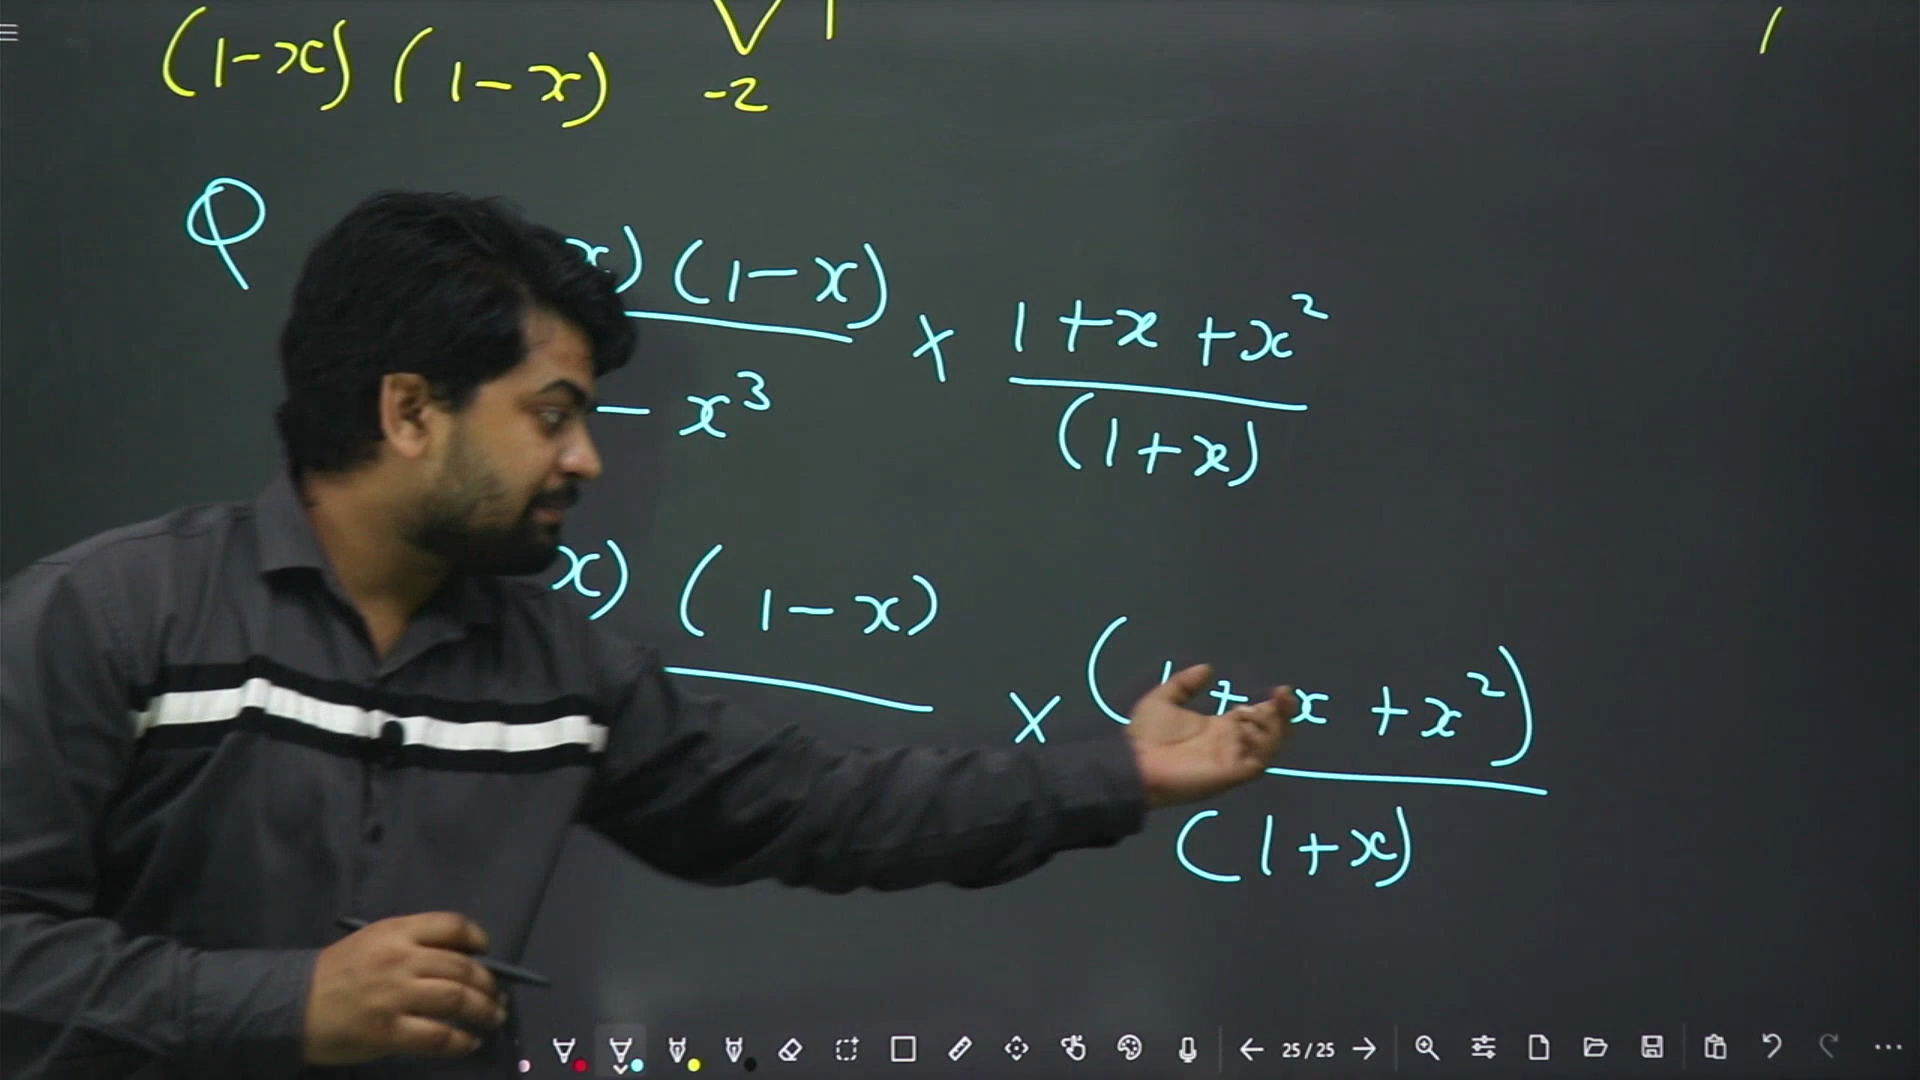 (1-x) (1-x) -2
Q x) (1-x) / - x³ × 1+x+x² / (1+x)
x) (1-x) × (1+x+x²) / (1+x)
25/25